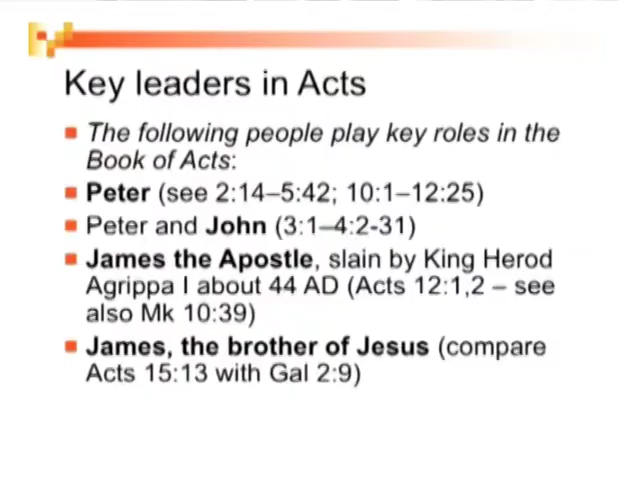 Key leaders in Acts
The following people play key roles in the
Book of Acts:
Peter (see 2:14–5:42; 10:1–12:25)
Peter and John (3:1–4:2-31)
James the Apostle, slain by King Herod
Agrippa I about 44 AD (Acts 12:1,2 – see
also Mk 10:39)
James, the brother of Jesus (compare
Acts 15:13 with Gal 2:9)